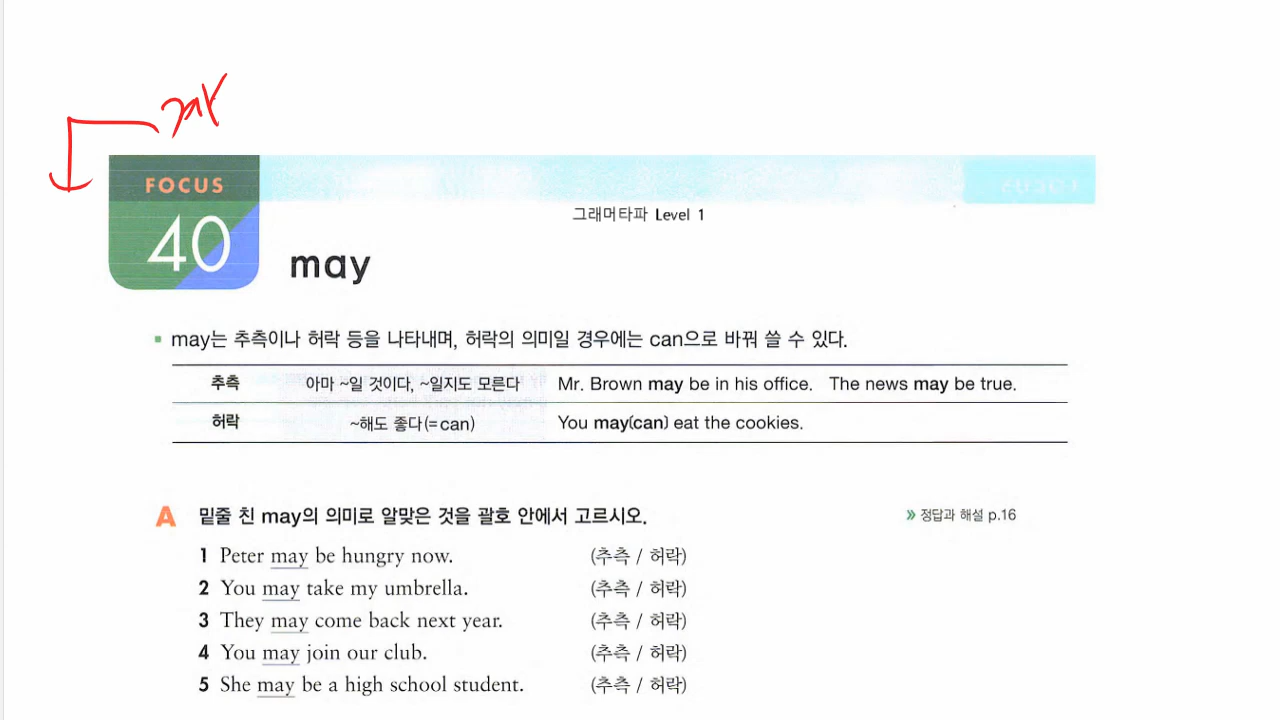 FOCUS
40
그래머타파 Level 1
may
may는 추측이나 허락 등을 나타내며, 허락의 의미일 경우에는 can으로 바꿔 쓸 수 있다.
추측 아마 ~일 것이다, ~일지도 모른다 Mr. Brown may be in his office. The news may be true.
허락 ~해도 좋다(=can) You may(can) eat the cookies.
A 밑줄 친 may의 의미로 알맞은 것을 괄호 안에서 고르시오. » 정답과 해설 p.16
1 Peter may be hungry now. (추측 / 허락)
2 You may take my umbrella. (추측 / 허락)
3 They may come back next year. (추측 / 허락)
4 You may join our club. (추측 / 허락)
5 She may be a high school student. (추측 / 허락)